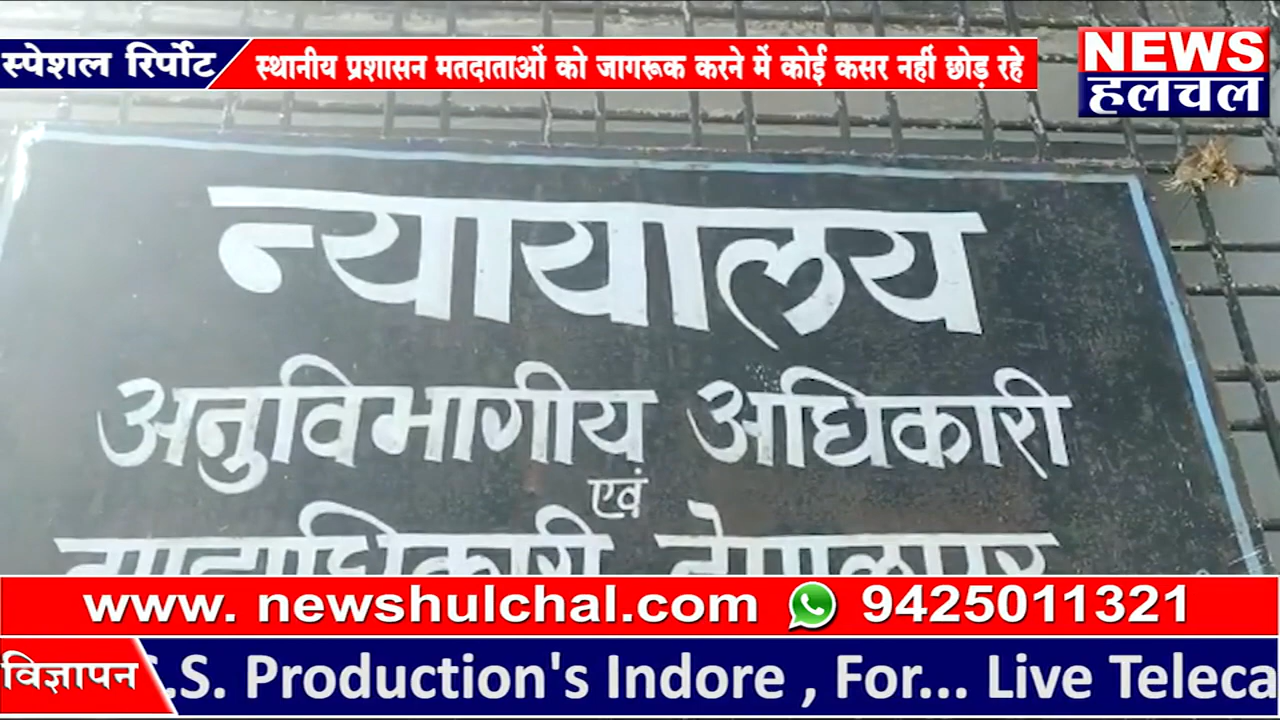 स्पेशल रिर्पोट
स्थानीय प्रशासन मतदाताओं को जागरूक करने में कोई कसर नहीं छोड़ रहे
NEWS
हलचल
न्यायालय
अनुविभागीय अधिकारी
एवं
www. newshulchal.com 9425011321
विज्ञापन
.S. Production's Indore , For... Live Teleca